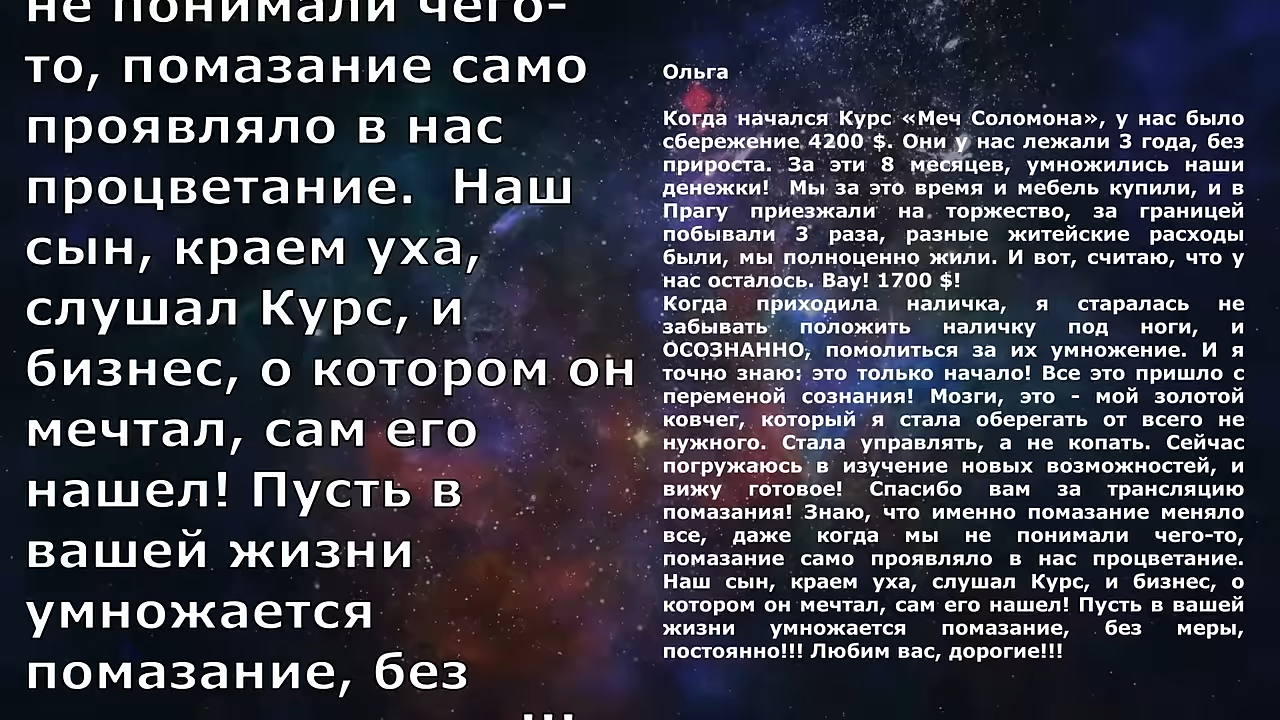 не понимали чего-
то, помазание само
проявляло в нас
процветание.  Наш
сын, краем уха,
слушал Курс, и
бизнес, о котором он
мечтал, сам его
нашел! Пусть в
вашей жизни
умножается
помазание, без
!!!
Ольга
Когда начался Курс «Меч Соломона», у нас было
сбережение 4200 $. Они у нас лежали 3 года, без
прироста. За эти 8 месяцев, умножились наши
денежки!  Мы за это время и мебель купили, и в
Прагу приезжали на торжество, за границей
побывали 3 раза, разные житейские расходы
были, мы полноценно жили. И вот, считаю, что у
нас осталось. Вау! 1700 $!
Когда приходила наличка, я старалась не
забывать положить наличку под ноги, и
ОСОЗНАННО, помолиться за их умножение. И я
точно знаю: это только начало! Все это пришло с
переменой сознания! Мозги, это - мой золотой
ковчег, который я стала оберегать от всего не
нужного. Стала управлять, а не копать. Сейчас
погружаюсь в изучение новых возможностей, и
вижу готовое! Спасибо вам за трансляцию
помазания! Знаю, что именно помазание меняло
все, даже когда мы не понимали чего-то,
помазание само проявляло в нас процветание.
Наш сын, краем уха, слушал Курс, и бизнес, о
котором он мечтал, сам его нашел! Пусть в вашей
жизни умножается помазание, без меры,
постоянно!!! Любим вас, дорогие!!!